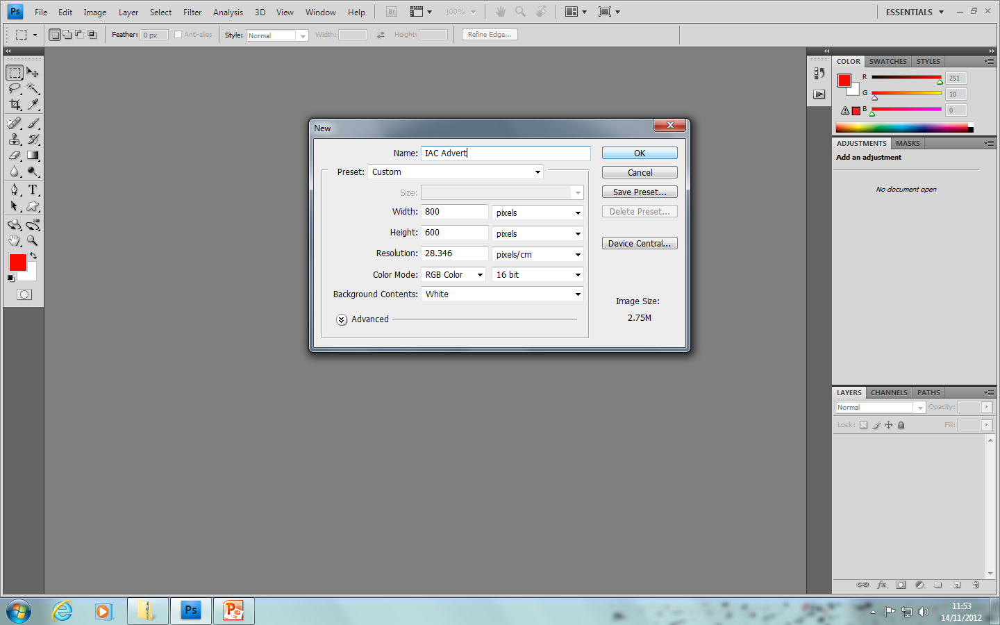 Ps File Edit Image Layer Select Filter Analysis 3D View Window Help Br 100% ESSENTIALS
Feather: 0 px Anti-alias Style: Normal Width: Height: Refine Edge...
COLOR SWATCHES STYLES
R 251
G 10
B 0
ADJUSTMENTS MASKS
Add an adjustment
No document open
New
Name: IAC Advert OK
Preset: Custom Cancel
Size: Save Preset...
Width: 800 pixels Delete Preset...
Height: 600 pixels
Device Central...
Resolution: 28.346 pixels/cm
Color Mode: RGB Color 16 bit
Background Contents: White
Image Size:
2.75M
Advanced
LAYERS CHANNELS PATHS
Normal Opacity:
Lock: Fill:
fx
Ps P
11:53
14/11/2012